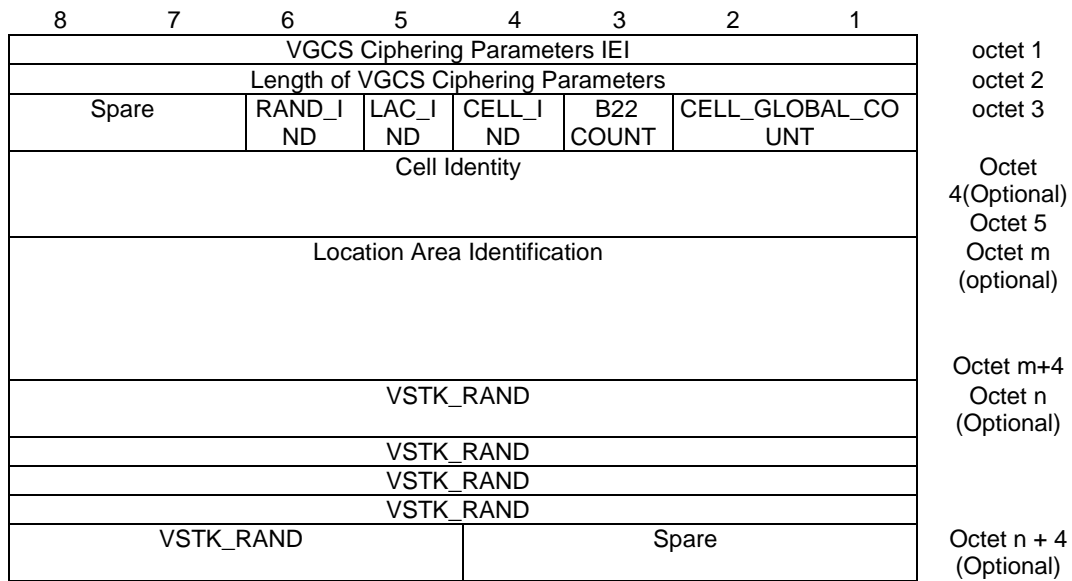 8 7 6 5 4 3 2 1
VGCS Ciphering Parameters IEI octet 1
Length of VGCS Ciphering Parameters octet 2
Spare RAND_I LAC_I CELL_I B22 CELL_GLOBAL_CO octet 3
ND ND ND COUNT UNT
Cell Identity Octet
4(Optional)
Octet 5
Location Area Identification Octet m
(optional)
Octet m+4
VSTK_RAND Octet n
(Optional)
VSTK_RAND
VSTK_RAND
VSTK_RAND
VSTK_RAND Spare Octet n + 4
(Optional)